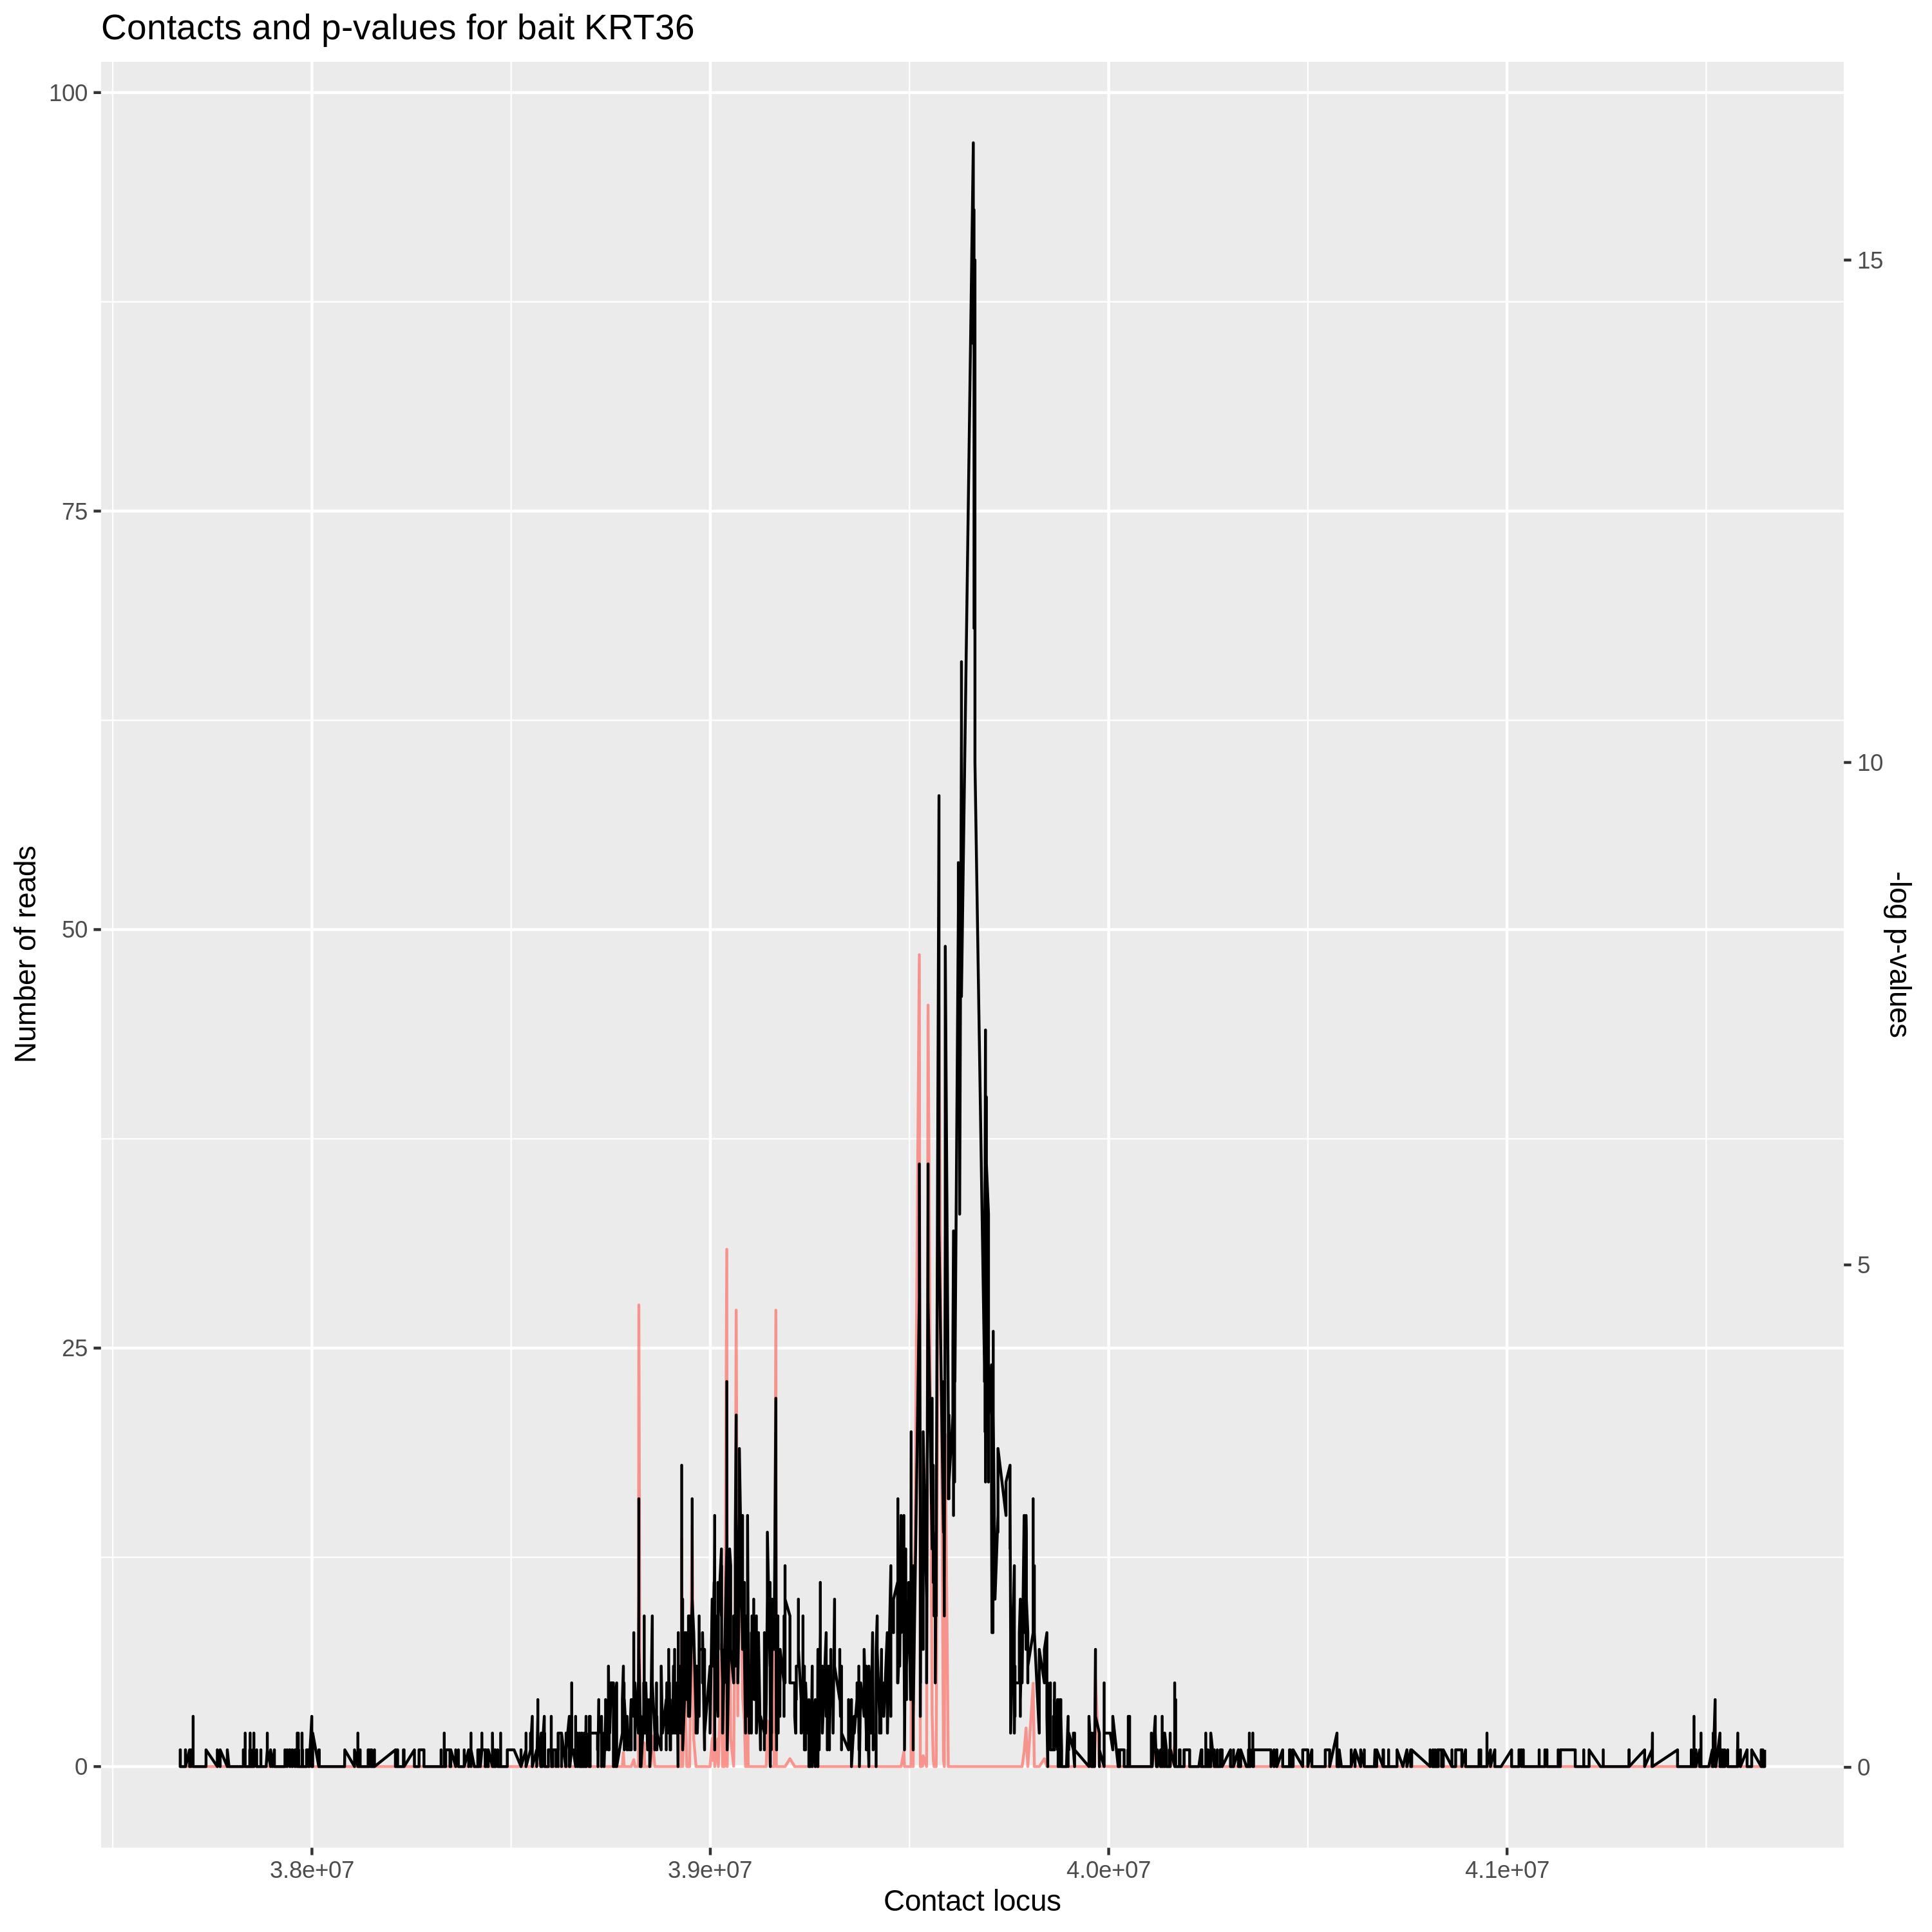 Contacts and p-values for bait KRT36
100
75
50
25
0
Number of reads
15
10
5
0
-log p-values
3.8e+07
3.9e+07
4.0e+07
4.1e+07
Contact locus